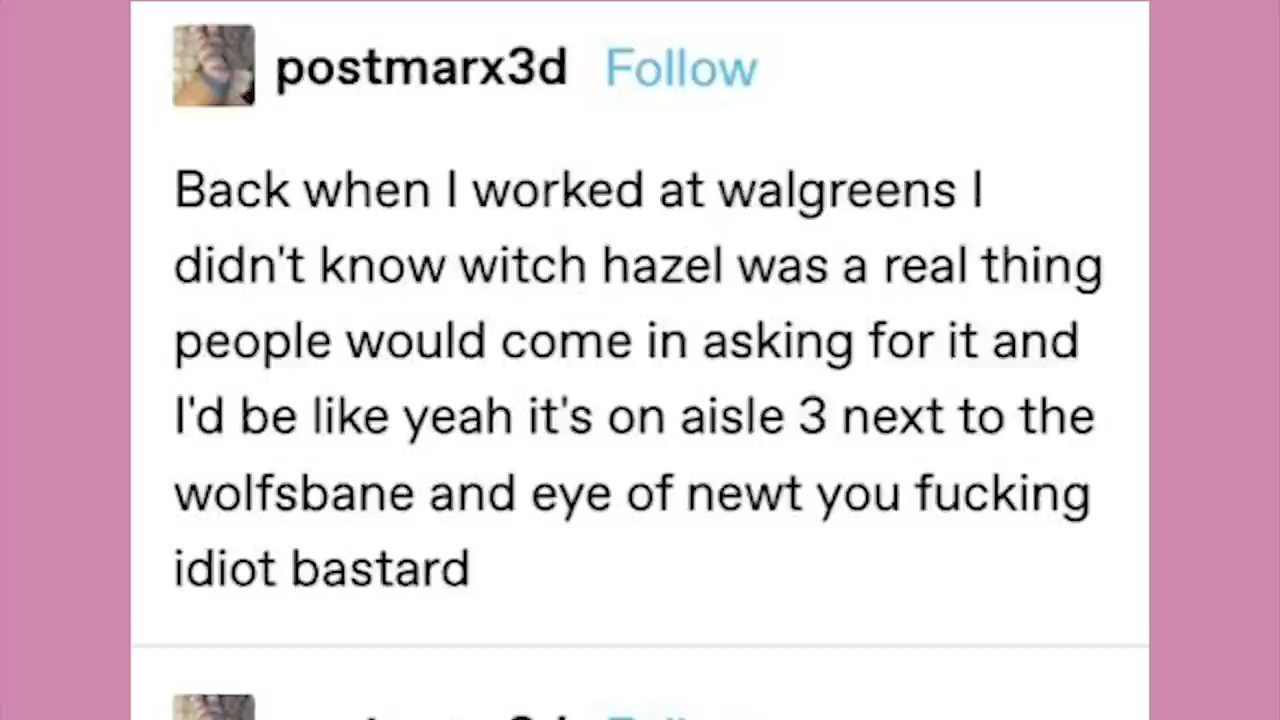 postmarx3d Follow
Back when I worked at walgreens I
didn't know witch hazel was a real thing
people would come in asking for it and
I'd be like yeah it's on aisle 3 next to the
wolfsbane and eye of newt you fucking
idiot bastard